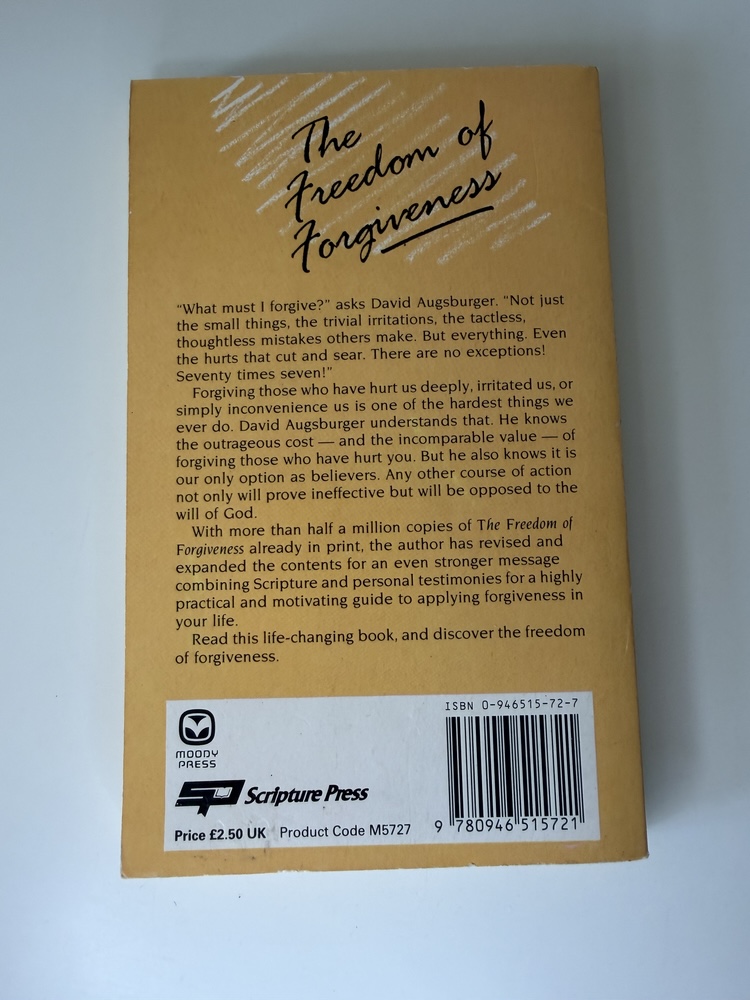 The
Freedom of
Forgiveness
“What must I forgive?” asks David Augsburger. “Not just
the small things, the trivial irritations, the tactless,
thoughtless mistakes others make. But everything. Even
the hurts that cut and sear. There are no exceptions!
Seventy times seven!”
Forgiving those who have hurt us deeply, irritated us, or
simply inconvenience us is one of the hardest things we
ever do. David Augsburger understands that. He knows
the outrageous cost — and the incomparable value — of
forgiving those who have hurt you. But he also knows it is
our only option as believers. Any other course of action
not only will prove ineffective but will be opposed to the
will of God.
With more than half a million copies of The Freedom of
Forgiveness already in print, the author has revised and
expanded the contents for an even stronger message
combining Scripture and personal testimonies for a highly
practical and motivating guide to applying forgiveness in
your life.
Read this life-changing book, and discover the freedom
of forgiveness.
MOODY
PRESS
SP Scripture Press
Price £2.50 UK Product Code M5727
ISBN 0-946515-72-7
9 780946 515721